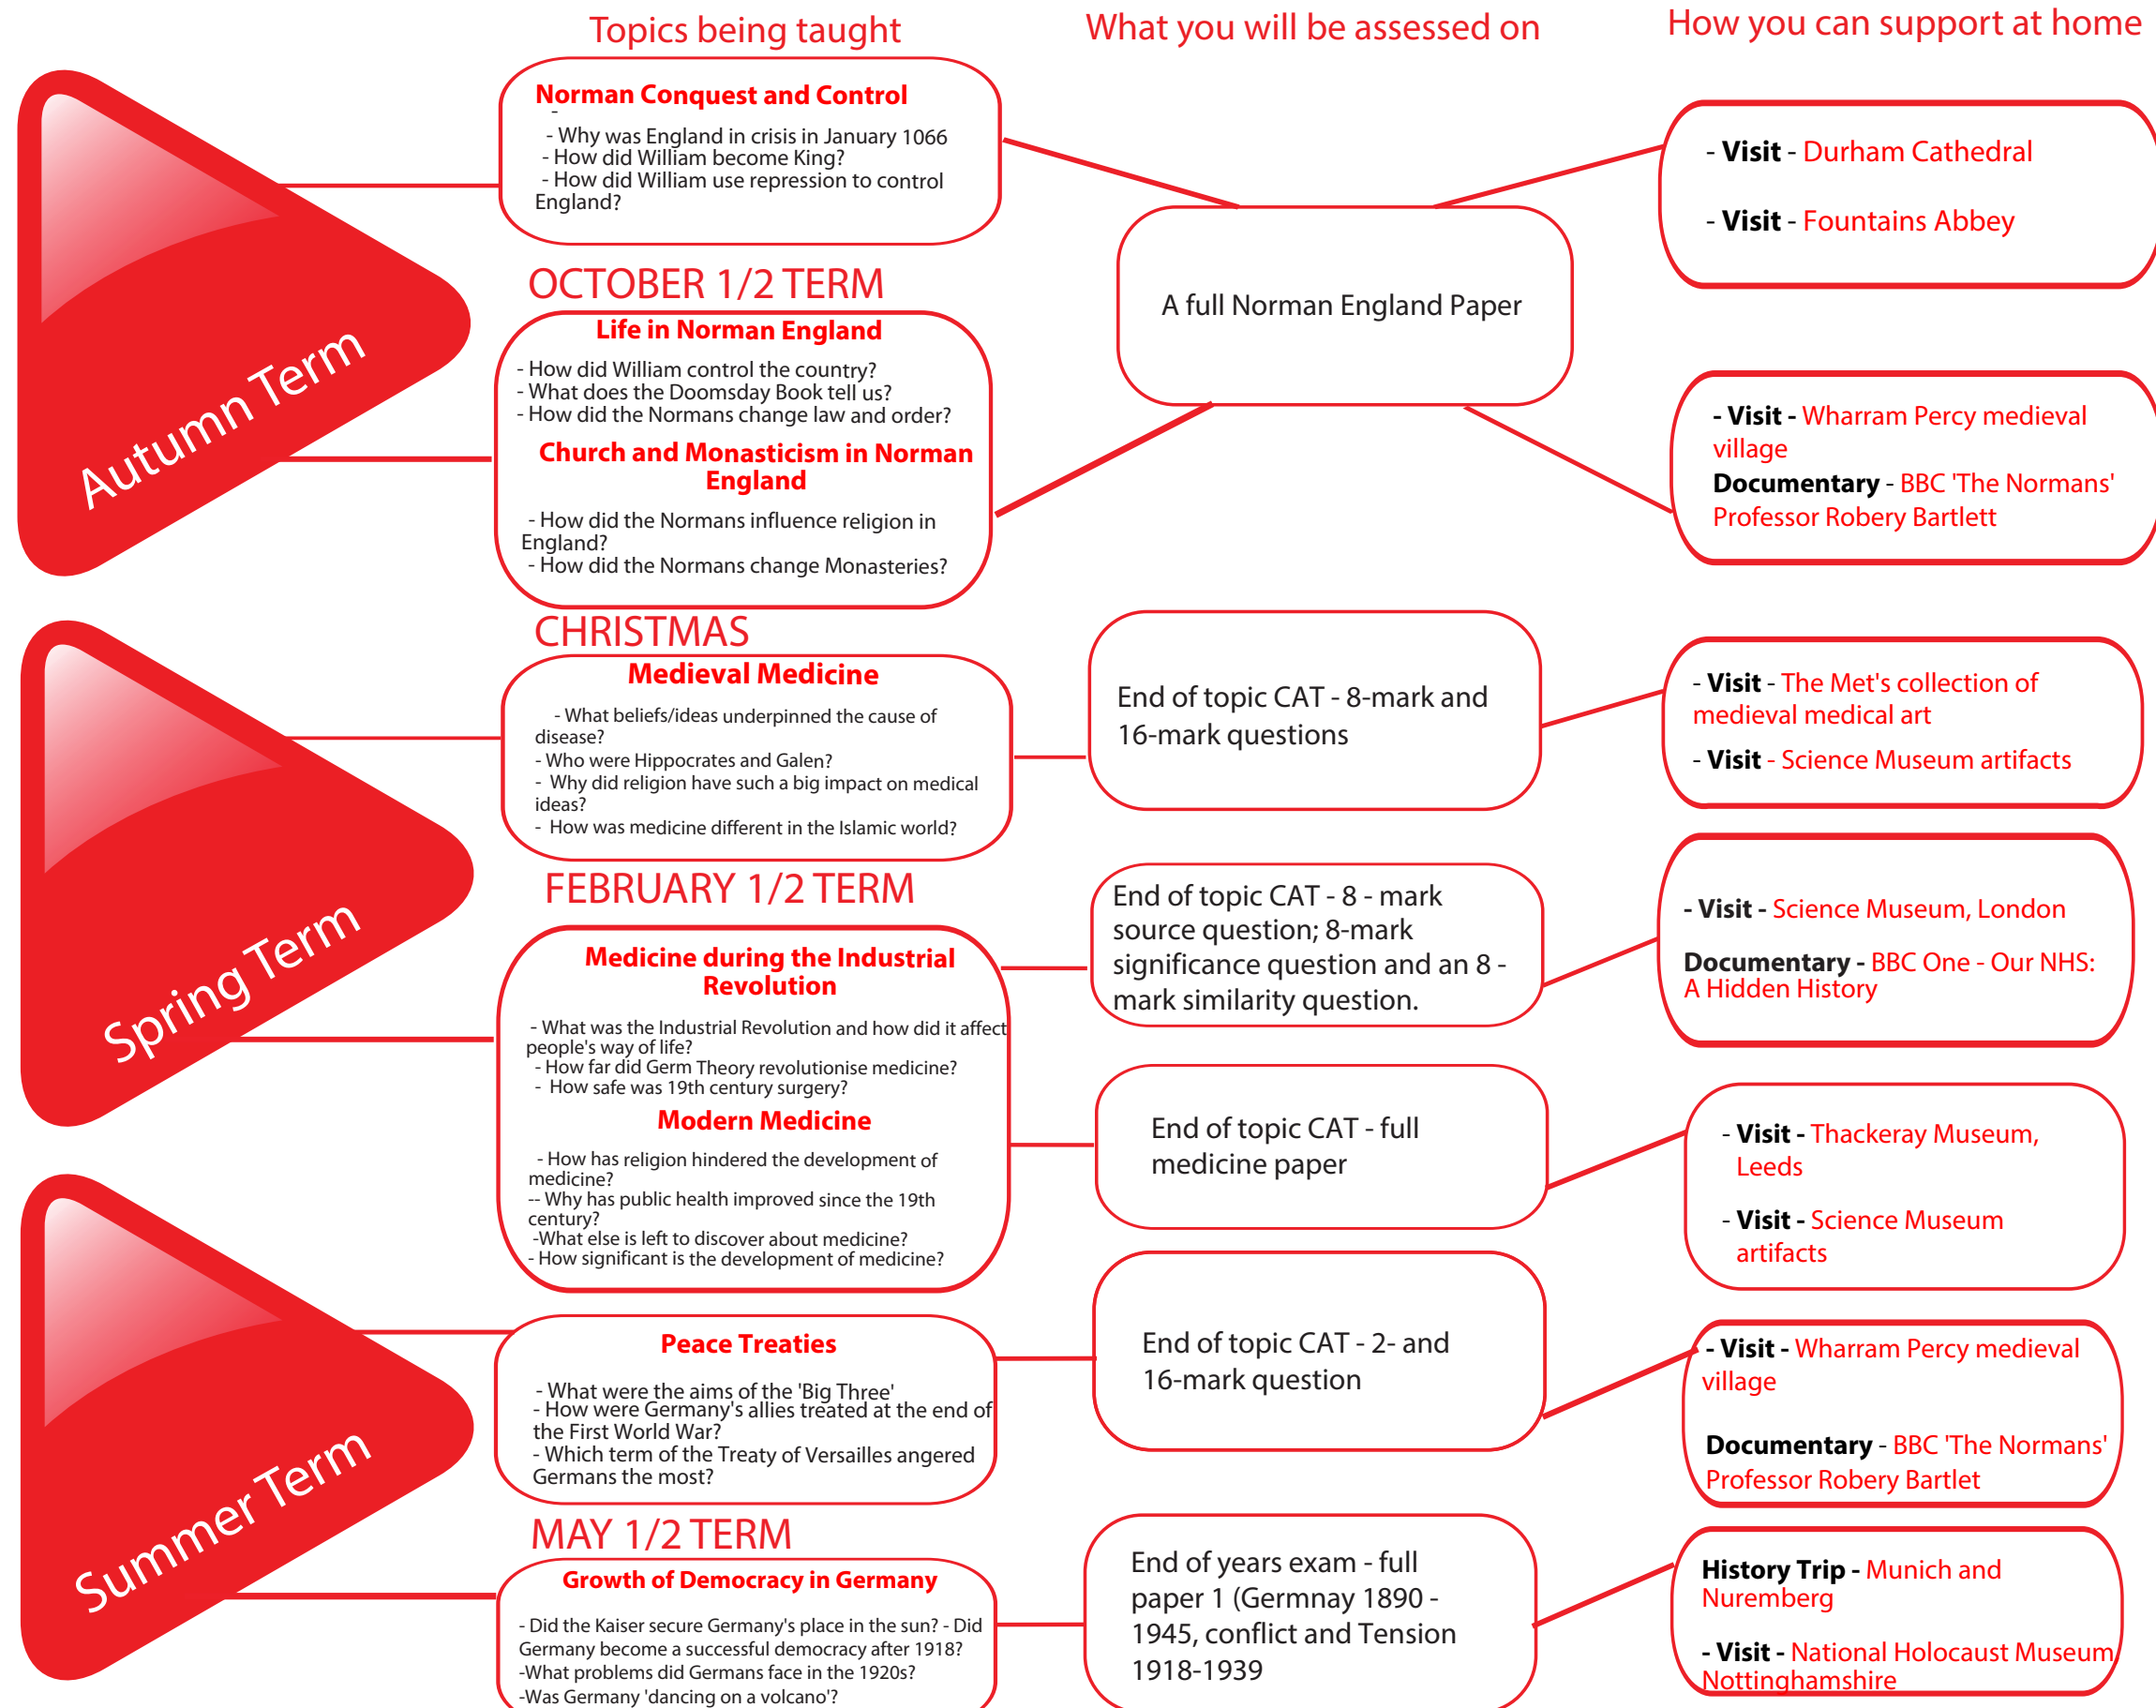 Topics being taught
What you will be assessed on
How you can support at home
Autumn Term
Norman Conquest and Control
-
- Why was England in crisis in January 1066
- How did William become King?
- How did William use repression to control
England?
OCTOBER 1/2 TERM
Life in Norman England
- How did William control the country?
- What does the Doomsday Book tell us?
- How did the Normans change law and order?
Church and Monasticism in Norman
England
- How did the Normans influence religion in
England?
- How did the Normans change Monasteries?
A full Norman England Paper
- Visit - Durham Cathedral
- Visit - Fountains Abbey
- Visit - Wharram Percy medieval
village
Documentary - BBC 'The Normans'
Professor Robery Bartlett
CHRISTMAS
Spring Term
Medieval Medicine
- What beliefs/ideas underpinned the cause of
disease?
- Who were Hippocrates and Galen?
- Why did religion have such a big impact on medical
ideas?
- How was medicine different in the Islamic world?
End of topic CAT - 8-mark and
16-mark questions
- Visit - The Met's collection of
medieval medical art
- Visit - Science Museum artifacts
FEBRUARY 1/2 TERM
Medicine during the Industrial
Revolution
- What was the Industrial Revolution and how did it affect
people's way of life?
- How far did Germ Theory revolutionise medicine?
- How safe was 19th century surgery?
Modern Medicine
- How has religion hindered the development of
medicine?
-- Why has public health improved since the 19th
century?
-What else is left to discover about medicine?
- How significant is the development of medicine?
End of topic CAT - 8 - mark
source question; 8-mark
significance question and an 8 -
mark similarity question.
- Visit - Science Museum, London
Documentary - BBC One - Our NHS:
A Hidden History
End of topic CAT - full
medicine paper
- Visit - Thackeray Museum,
Leeds
- Visit - Science Museum
artifacts
Summer Term
Peace Treaties
- What were the aims of the 'Big Three'
- How were Germany's allies treated at the end of
the First World War?
- Which term of the Treaty of Versailles angered
Germans the most?
End of topic CAT - 2- and
16-mark question
- Visit - Wharram Percy medieval
village
Documentary - BBC 'The Normans'
Professor Robery Bartlet
MAY 1/2 TERM
Growth of Democracy in Germany
- Did the Kaiser secure Germany's place in the sun? - Did
Germany become a successful democracy after 1918?
-What problems did Germans face in the 1920s?
-Was Germany 'dancing on a volcano'?
End of years exam - full
paper 1 (Germnay 1890 -
1945, conflict and Tension
1918-1939
History Trip - Munich and
Nuremberg
- Visit - National Holocaust Museum,
Nottinghamshire